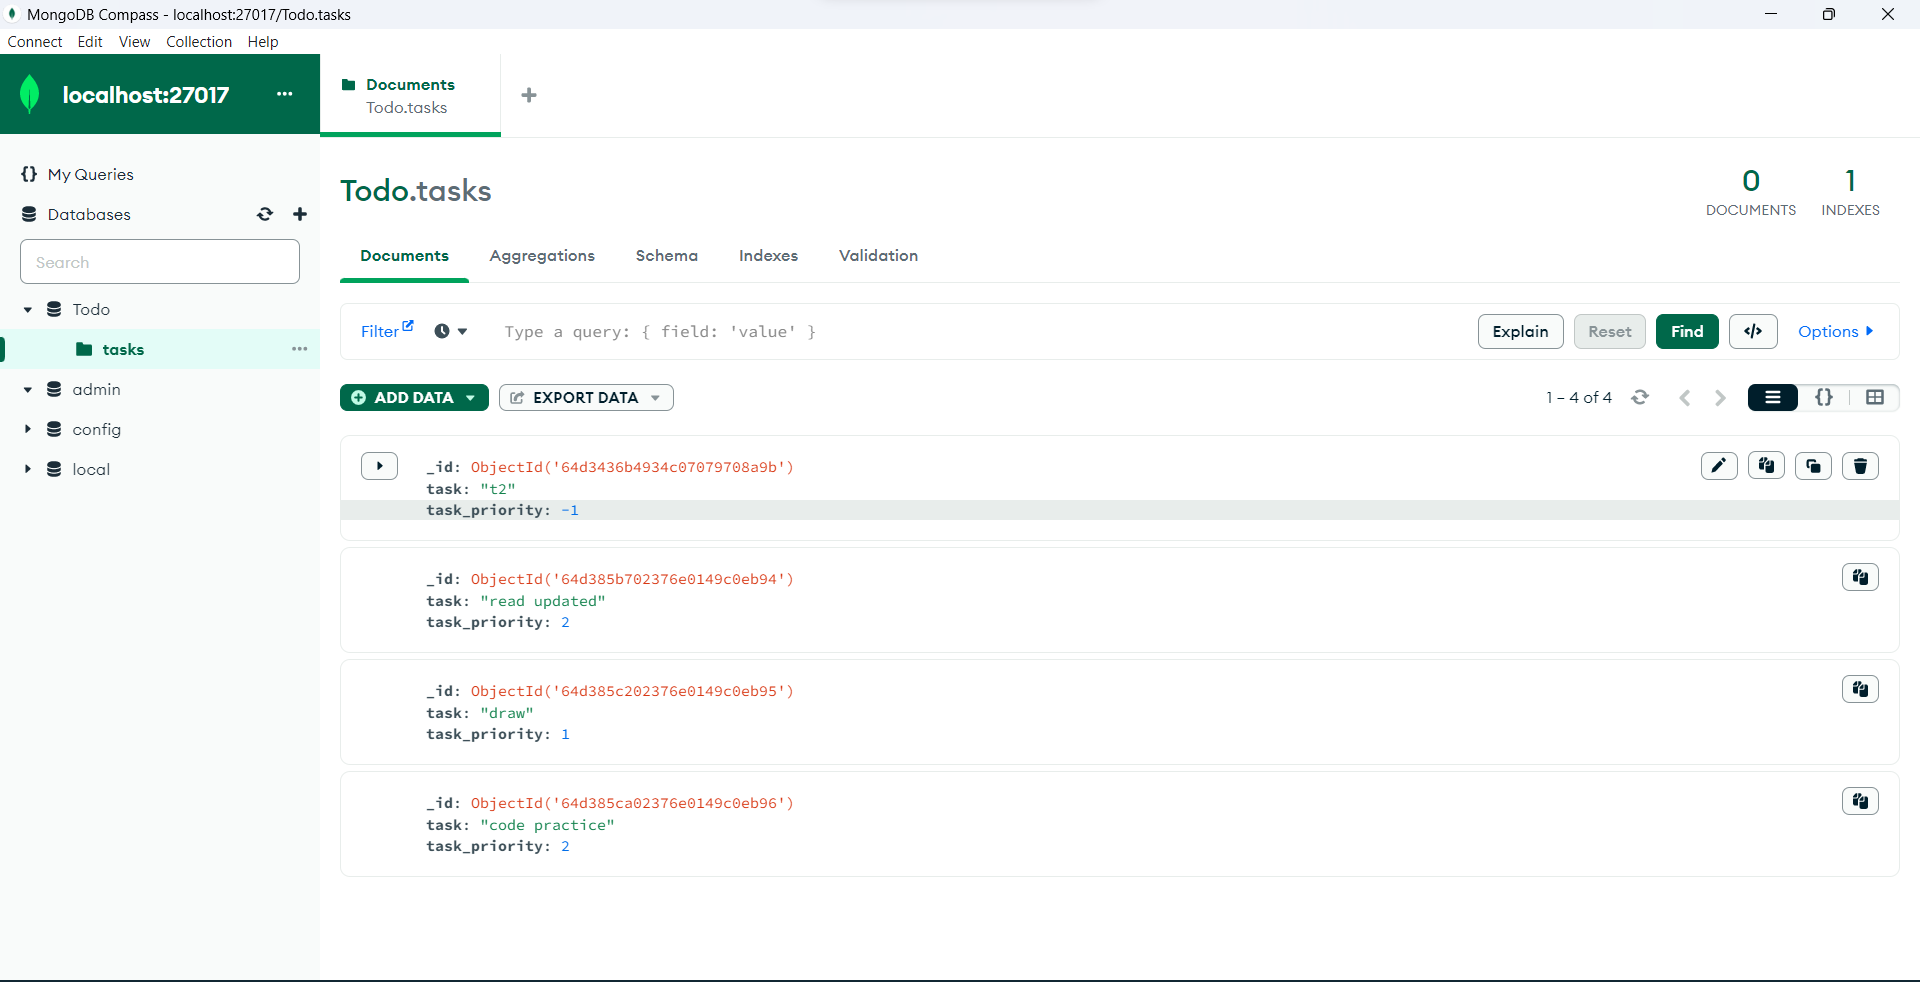 MongoDB Compass - localhost:27017/Todo.tasks
Connect Edit View Collection Help
localhost:27017 ...
Documents
Todo.tasks
My Queries
Databases
Search
Todo
tasks
admin
config
local
Todo.tasks
0
DOCUMENTS
1
INDEXES
Documents Aggregations Schema Indexes Validation
Filter Type a query: { field: 'value' } Explain Reset Find </> Options
ADD DATA EXPORT DATA 1 – 4 of 4 {}
_id: ObjectId('64d3436b4934c07079708a9b')
task: "t2"
task_priority: -1
_id: ObjectId('64d385b702376e0149c0eb94')
task: "read updated"
task_priority: 2
_id: ObjectId('64d385c202376e0149c0eb95')
task: "draw"
task_priority: 1
_id: ObjectId('64d385ca02376e0149c0eb96')
task: "code practice"
task_priority: 2